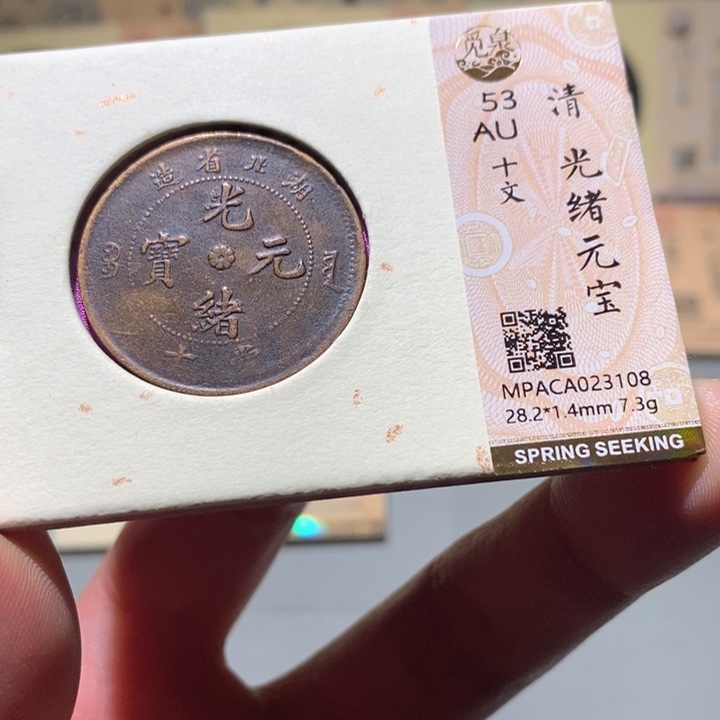 湖北省造
光緒元寶
十
觅泉
53
AU
十文
清 光绪元宝
MPACA023108
28.2*1.4mm 7.3g
SPRING SEEKING